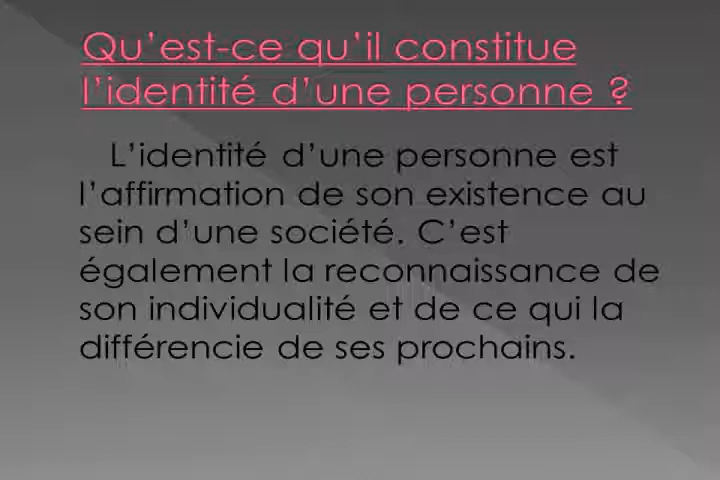 Qu’est-ce qu’il constitue
l’identité d’une personne ?
L’identité d’une personne est
l’affirmation de son existence au
sein d’une société. C’est
également la reconnaissance de
son individualité et de ce qui la
différencie de ses prochains.